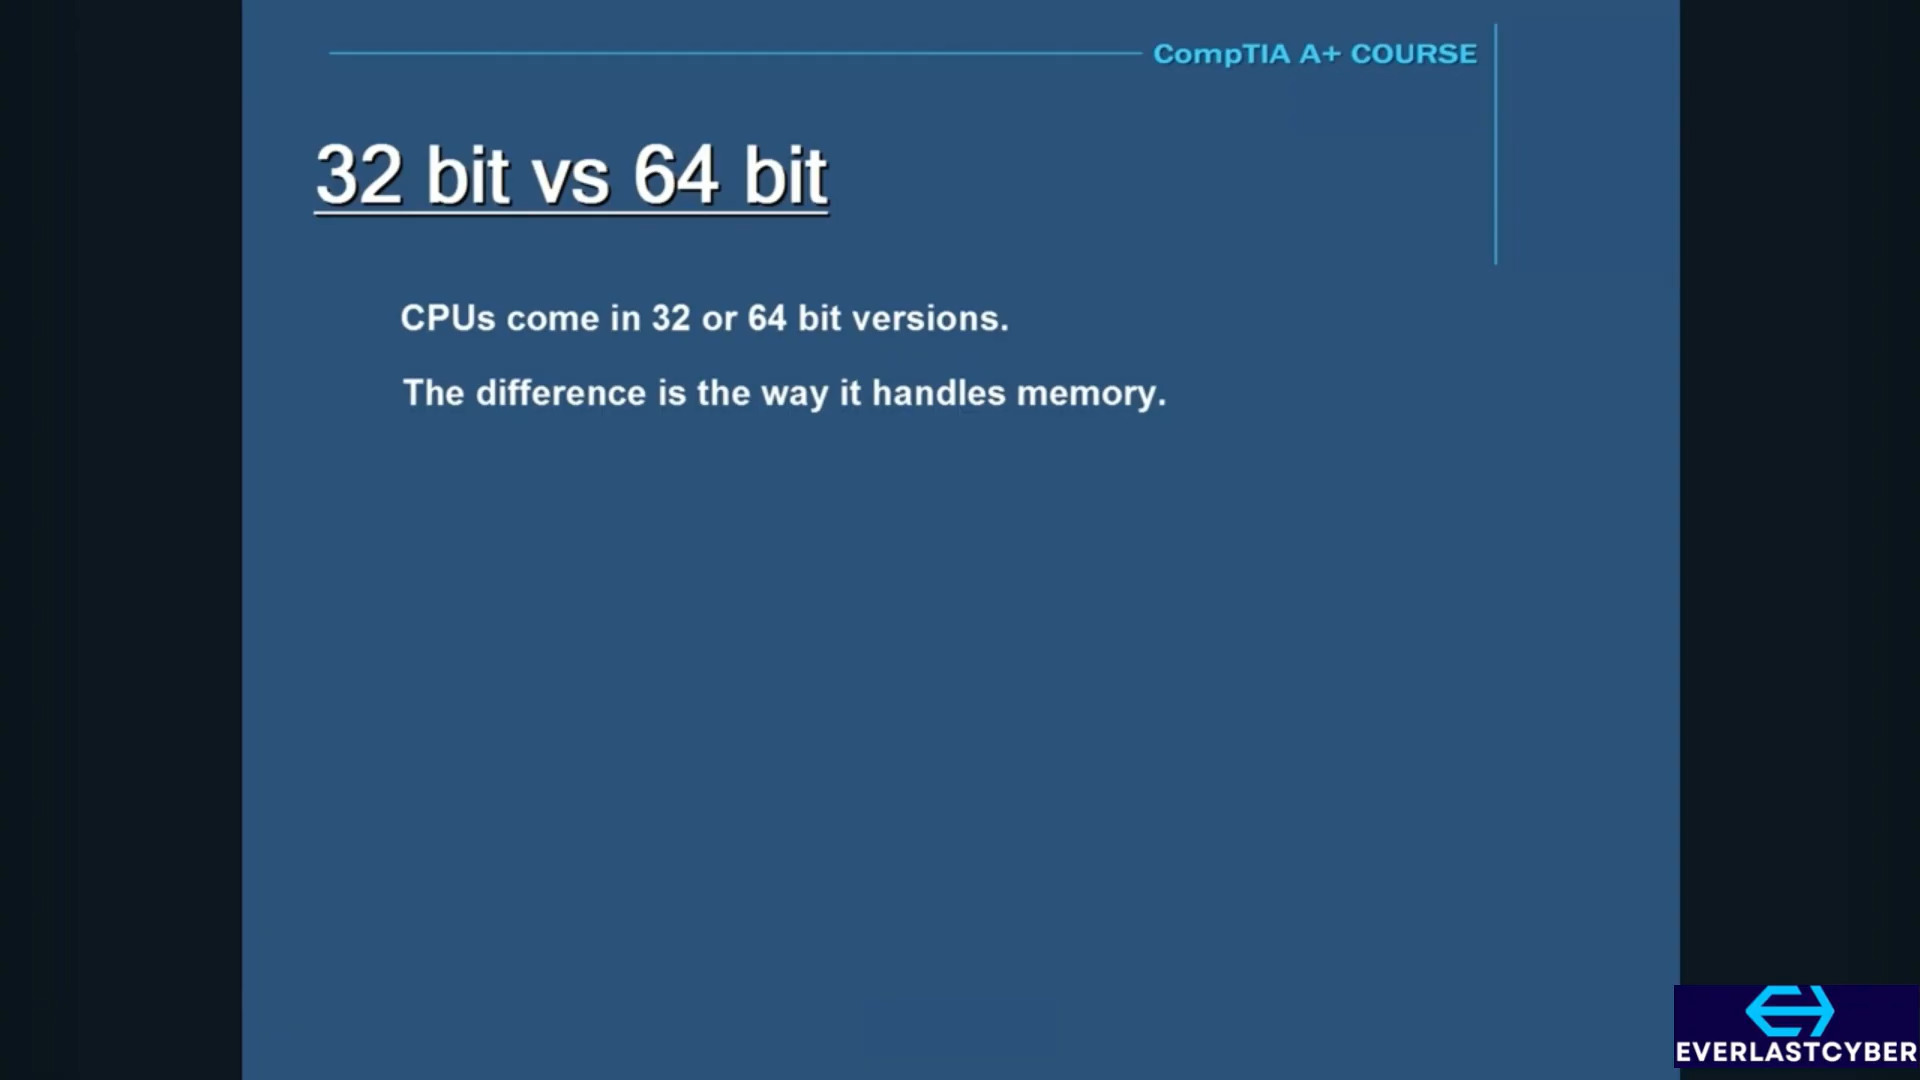 CompTIA A+ COURSE
32 bit vs 64 bit
CPUs come in 32 or 64 bit versions.
The difference is the way it handles memory.
EVERLASTCYBER